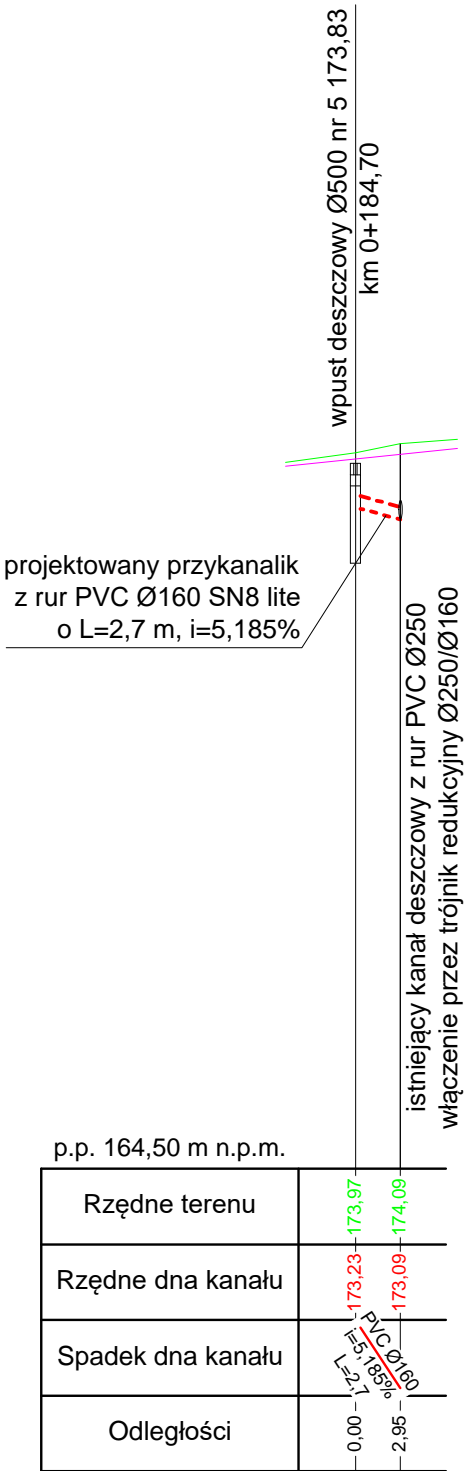 wpust deszczowy Ø500 nr 5 173,83
km 0+184,70
projektowany przykanalik
z rur PVC Ø160 SN8 lite
o L=2,7 m, i=5,185%
istniejący kanał deszczowy z rur PVC Ø250
włączenie przez trójnik redukcyjny Ø250/Ø160
p.p. 164,50 m n.p.m.
Rzędne terenu
173,97
174,09
Rzędne dna kanału
173,23
173,09
Spadek dna kanału
PVC Ø160
i=5,185%
L=2,7
Odległości
0,00
2,95